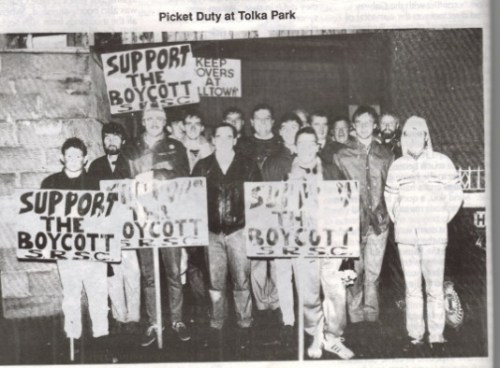 Picket Duty at Tolka Park
SUPPORT
THE
BOYCOTT
SRSC
KEEP
OVERS
AT
LLTOWN
SUPPORT
THE
BOYCOTT
SRSC
BOYCOTT
SRSC
SUPPORT
THE
BOYCOTT
SRSC